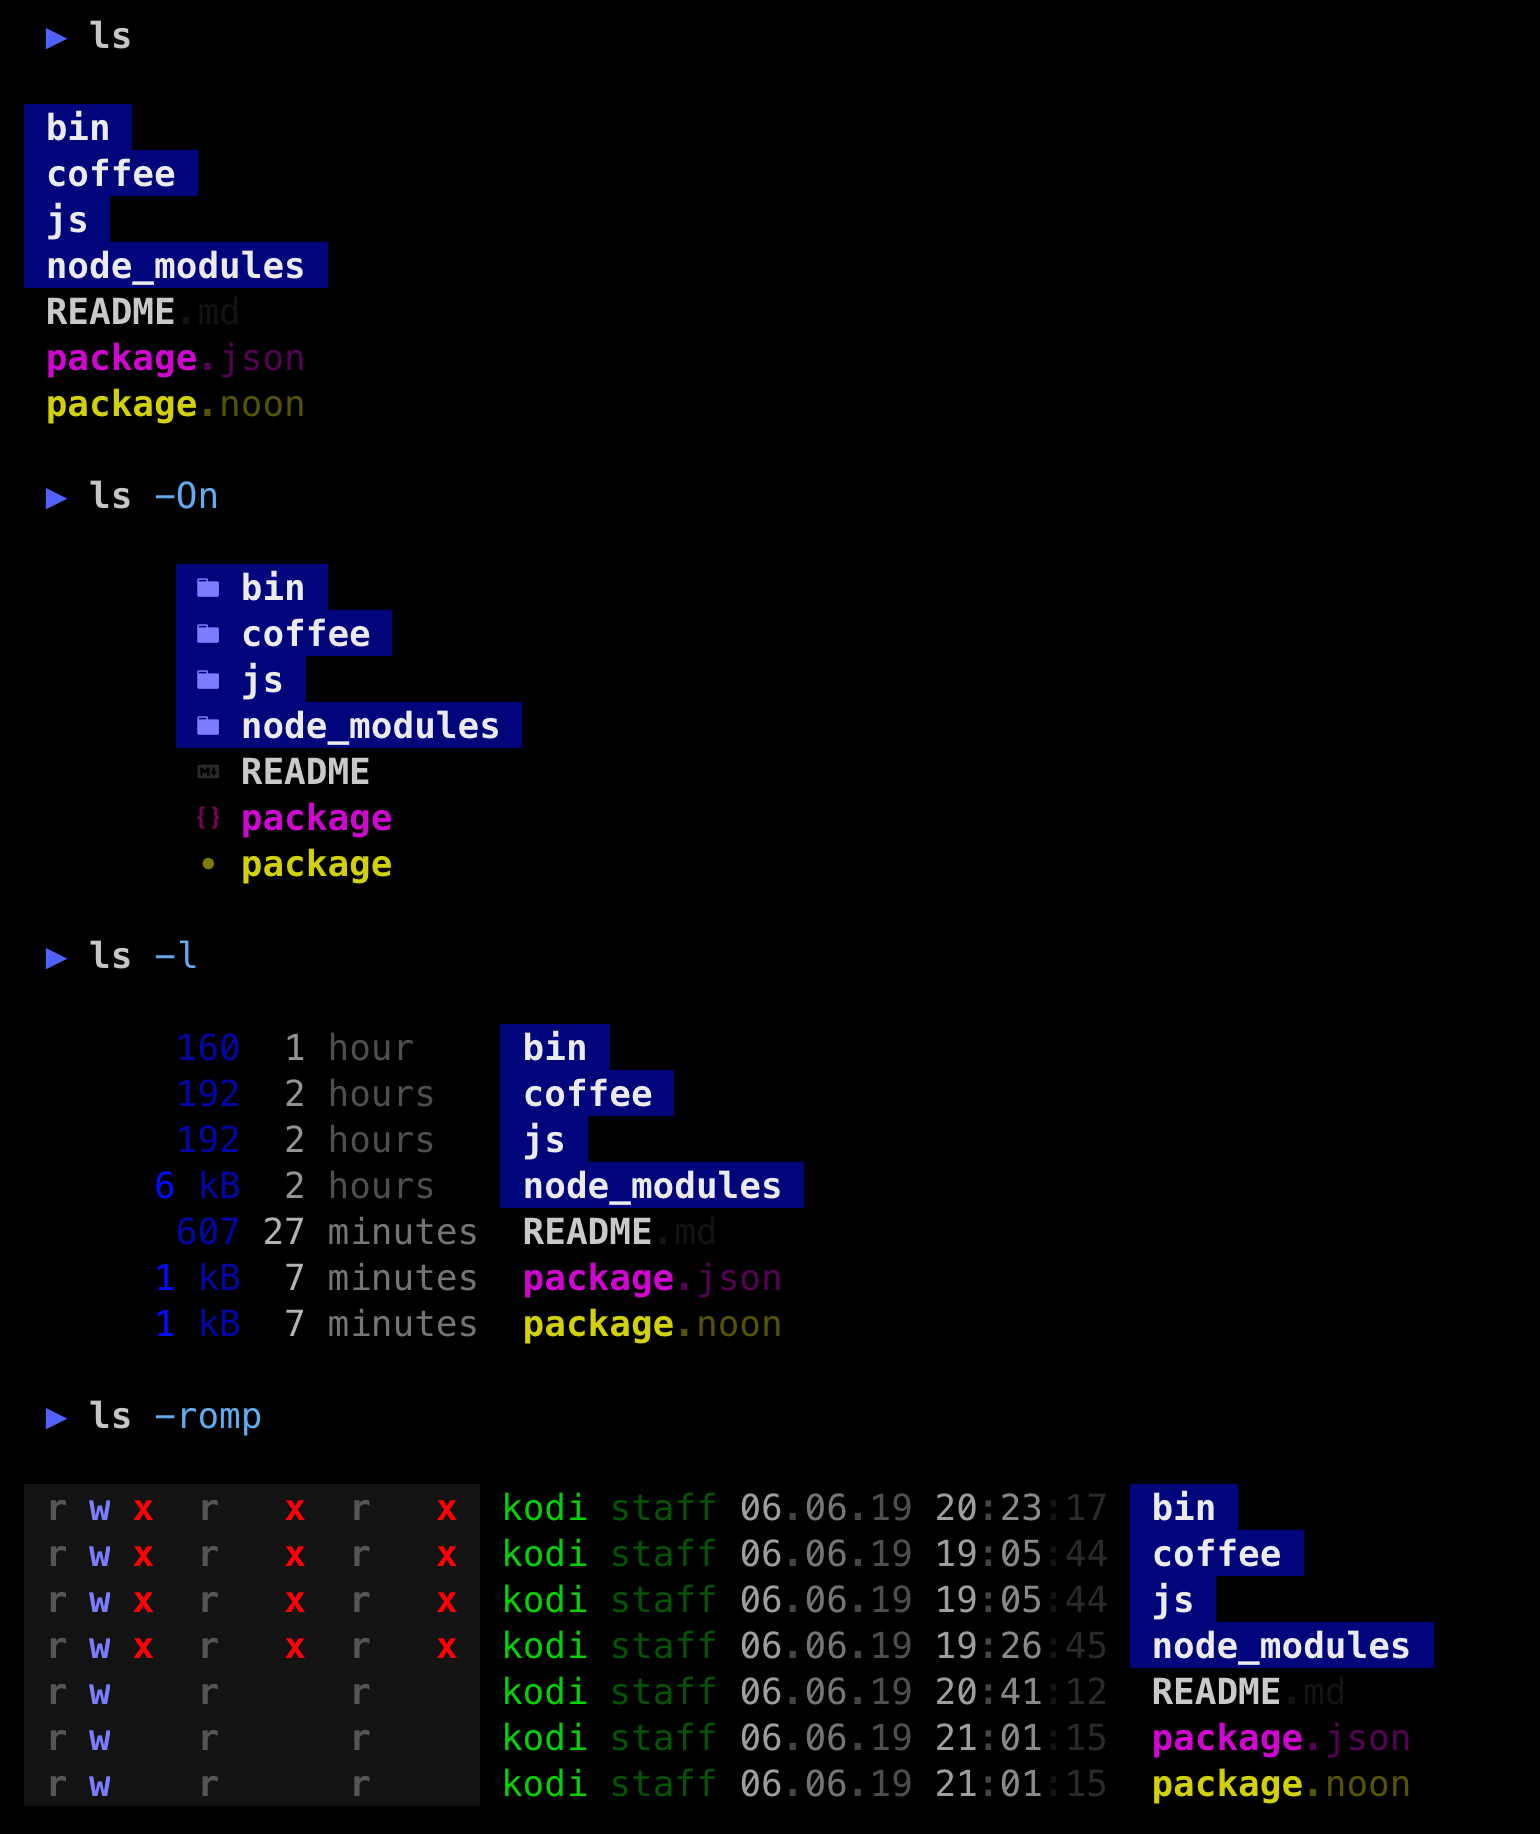 ▶ ls
bin
coffee
js
node_modules
README.md
package.json
package.noon
▶ ls -On
bin
coffee
js
node_modules
README
{} package
● package
▶ ls -l
160 1 hour bin
192 2 hours coffee
192 2 hours js
6 kB 2 hours node_modules
607 27 minutes README.md
1 kB 7 minutes package.json
1 kB 7 minutes package.noon
▶ ls -romp
r w x r x r x kodi staff 06.06.19 20:23:17 bin
r w x r x r x kodi staff 06.06.19 19:05:44 coffee
r w x r x r x kodi staff 06.06.19 19:05:44 js
r w x r x r x kodi staff 06.06.19 19:26:45 node_modules
r w r r kodi staff 06.06.19 20:41:12 README.md
r w r r kodi staff 06.06.19 21:01:15 package.json
r w r r kodi staff 06.06.19 21:01:15 package.noon